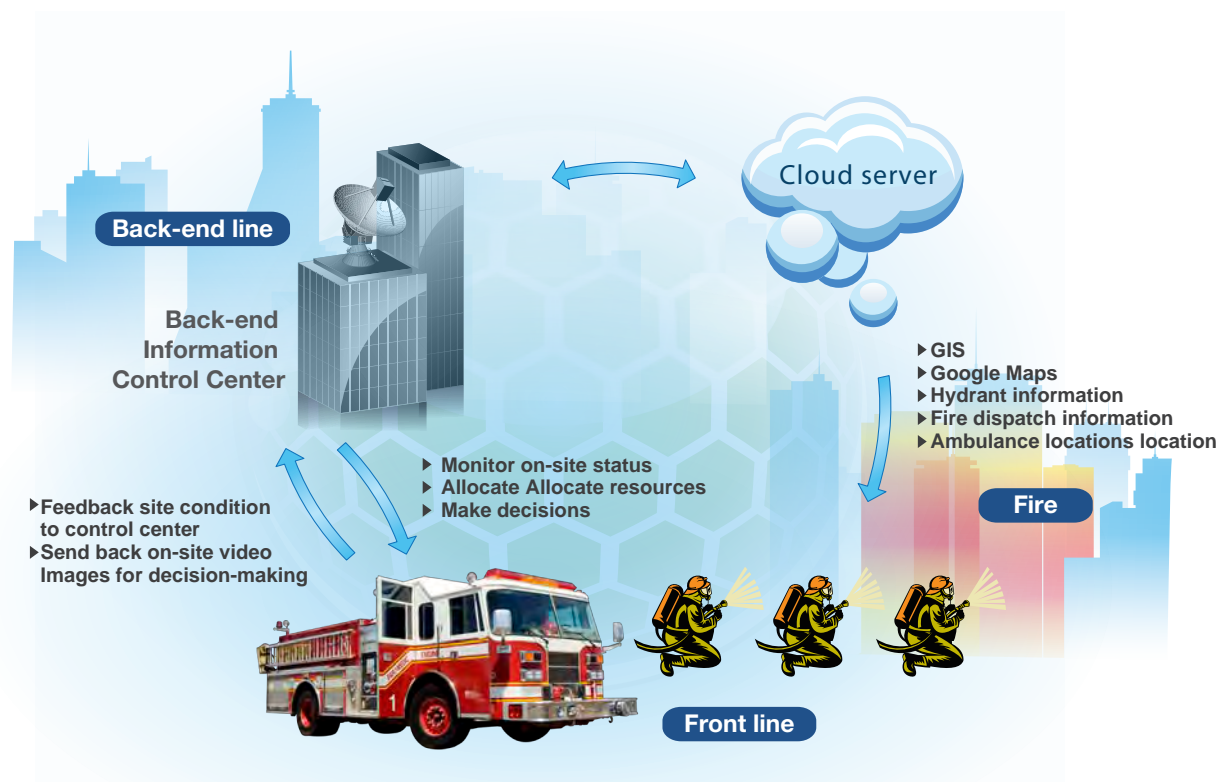 Cloud server
Back-end line
Back-end
Information
Control Center
GIS
Google Maps
Hydrant information
Fire dispatch information
Ambulance locations location
Monitor on-site status
Allocate Allocate resources
Make decisions
Feedback site condition
to control center
Send back on-site video
Images for decision-making
Fire
1
Front line